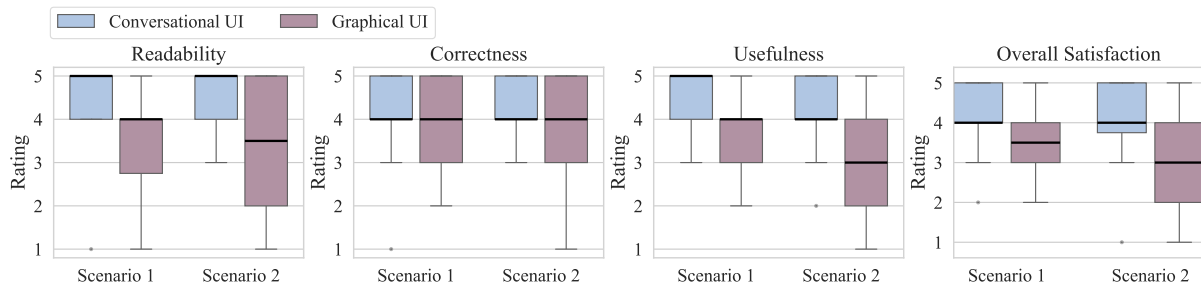 Conversational UI Graphical UI
Readability Correctness Usefulness Overall Satisfaction
Rating
5
4
3
2
1
Scenario 1 Scenario 2
Rating
5
4
3
2
1
Scenario 1 Scenario 2
Rating
5
4
3
2
1
Scenario 1 Scenario 2
Rating
5
4
3
2
1
Scenario 1 Scenario 2